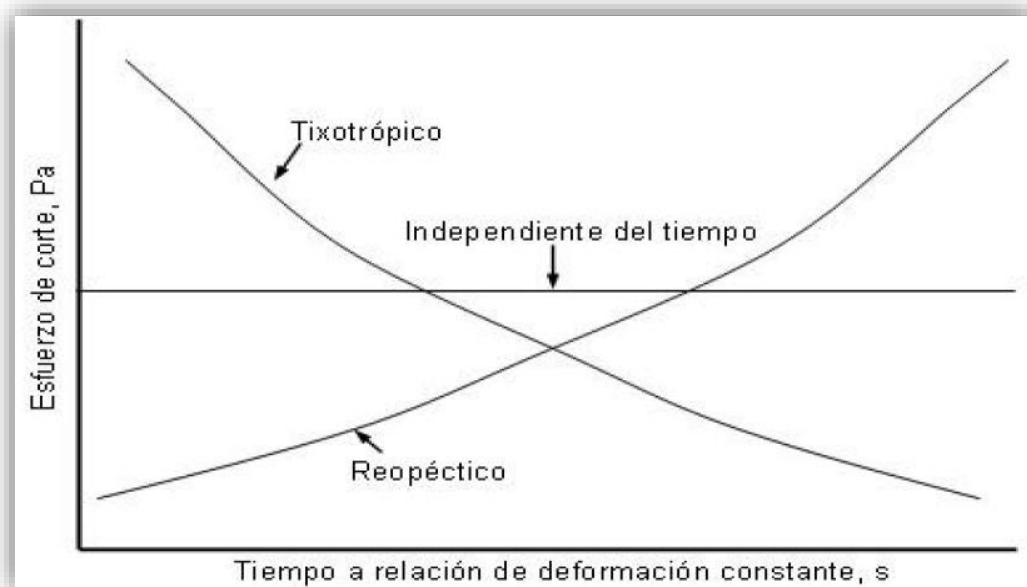 Tixotrópico
Independiente del tiempo
Reopéctico
Esfuerzo de corte, Pa
Tiempo a relación de deformación constante, s